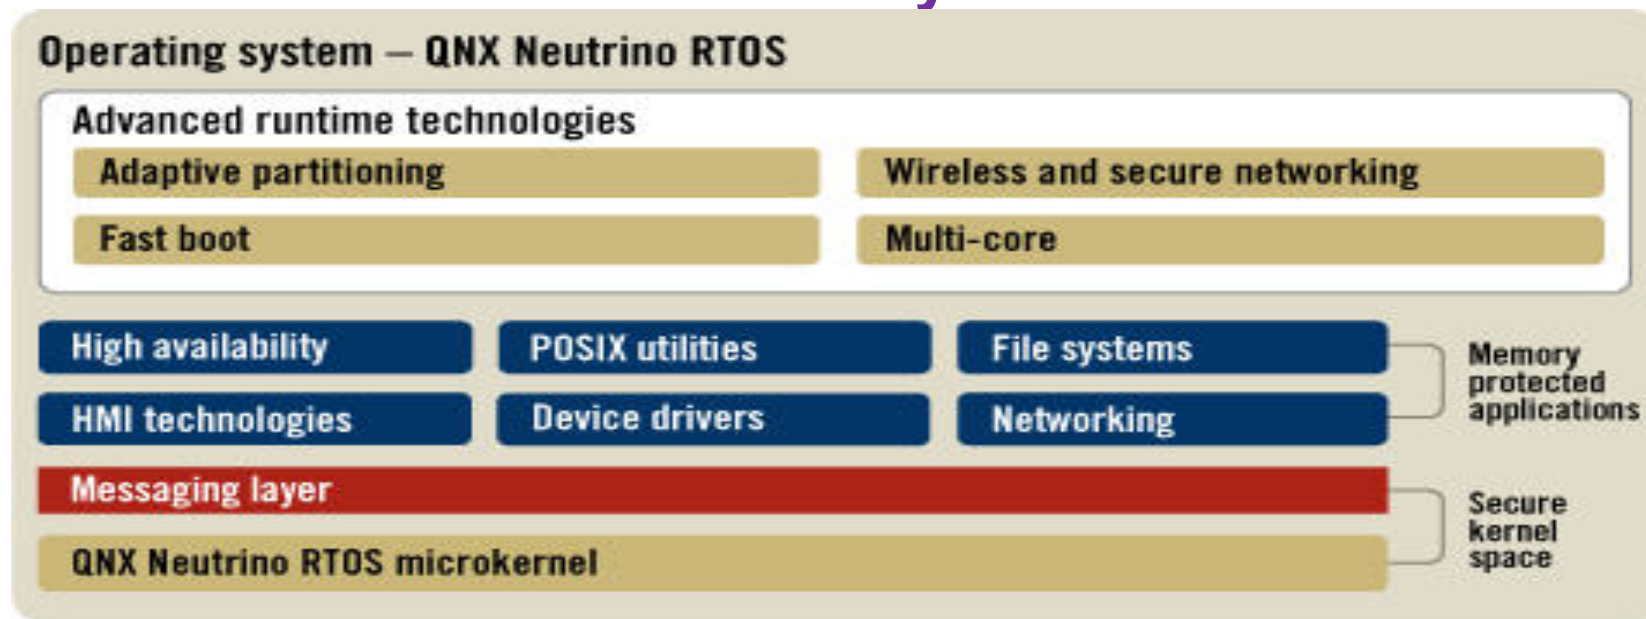 Operating system – QNX Neutrino RTOS
Advanced runtime technologies
Adaptive partitioning
Wireless and secure networking
Fast boot
Multi-core
High availability
POSIX utilities
File systems
HMI technologies
Device drivers
Networking
Memory
protected
applications
Messaging layer
QNX Neutrino RTOS microkernel
Secure
kernel
space